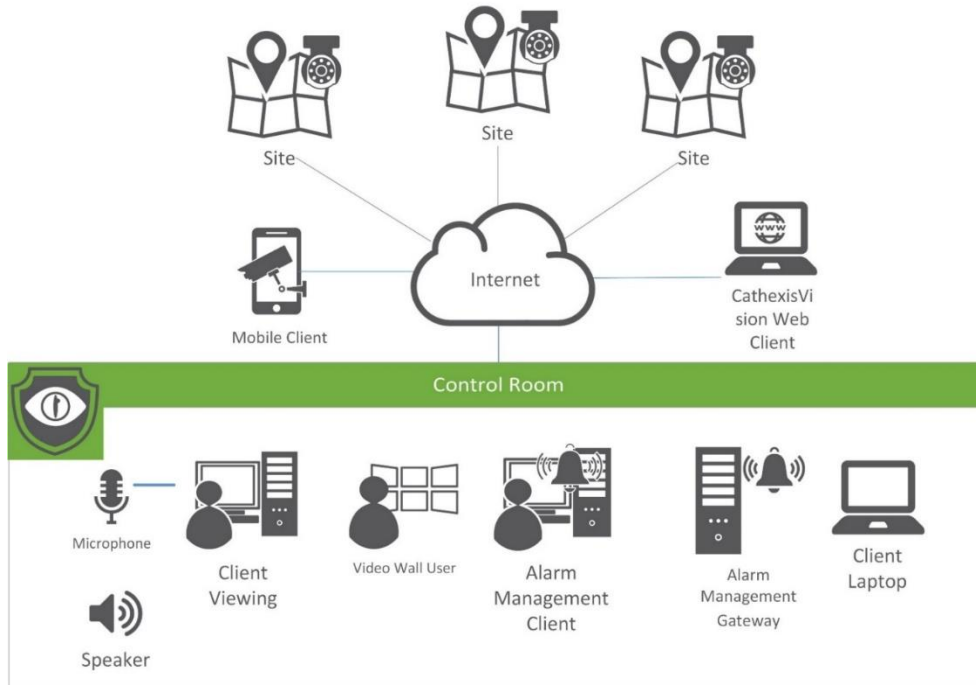 Site
Site
Site
Internet
www
Mobile Client
CathexisVi
sion Web
Client
Control Room
Microphone
Client
Viewing
Video Wall User
Alarm
Management
Client
Alarm
Management
Gateway
Client
Laptop
Speaker